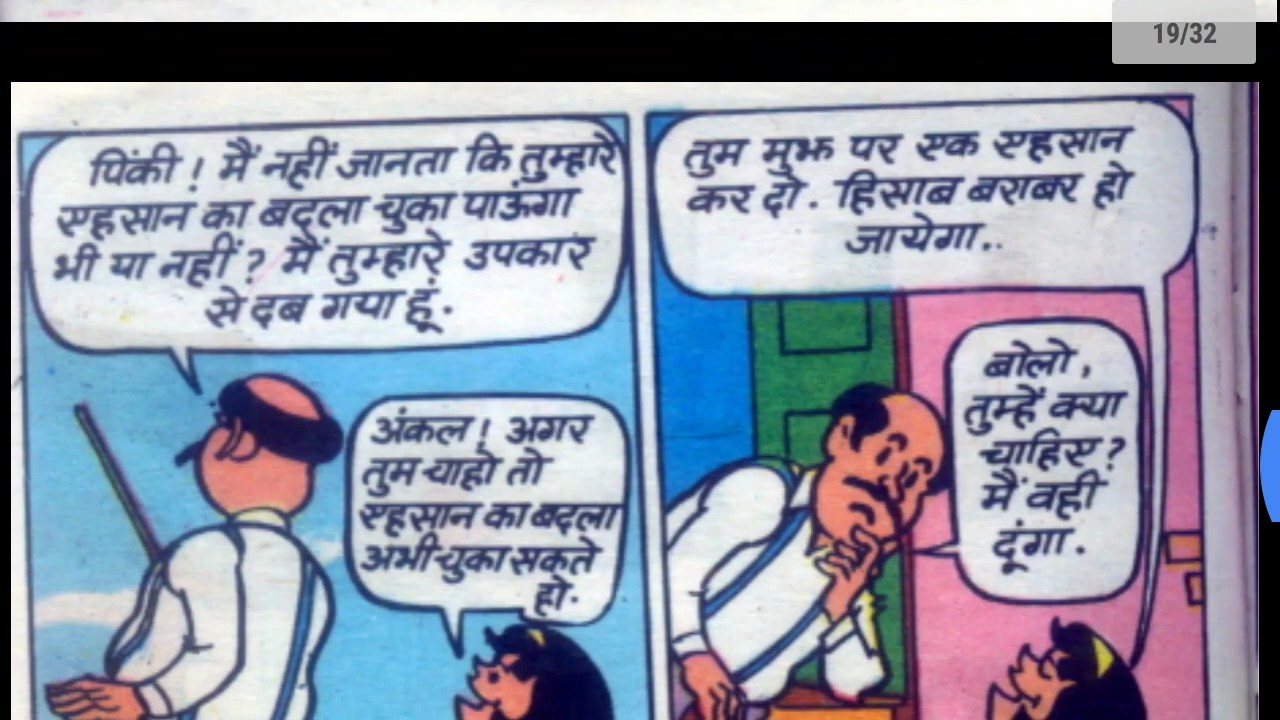 19/32
पिंकी! मैं नहीं जानता कि तुम्हारे
एहसान का बदला चुका पाऊंगा
भी या नहीं? मैं तुम्हारे उपकार
से दब गया हूं.
अंकल! अगर
तुम चाहो तो
एहसान का बदला
अभी चुका सकते
हो.
तुम मुझ पर एक एहसान
कर दो. हिसाब बराबर हो
जायेगा..
बोलो,
तुम्हें क्या
चाहिए?
मैं वही
दूंगा.